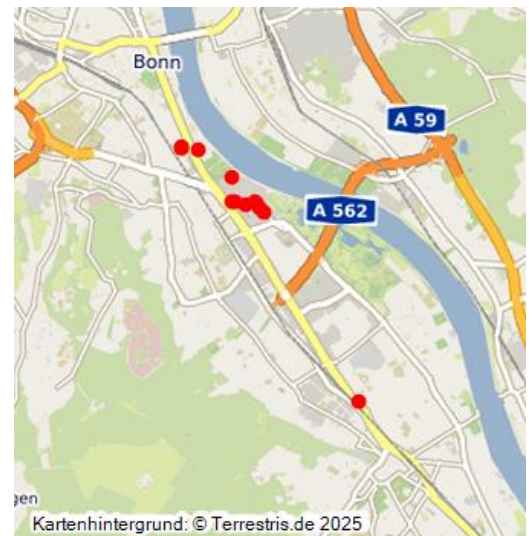 Bonn
A 59
A 562
gen
Kartenhintergrund: © Terrestris.de 2025